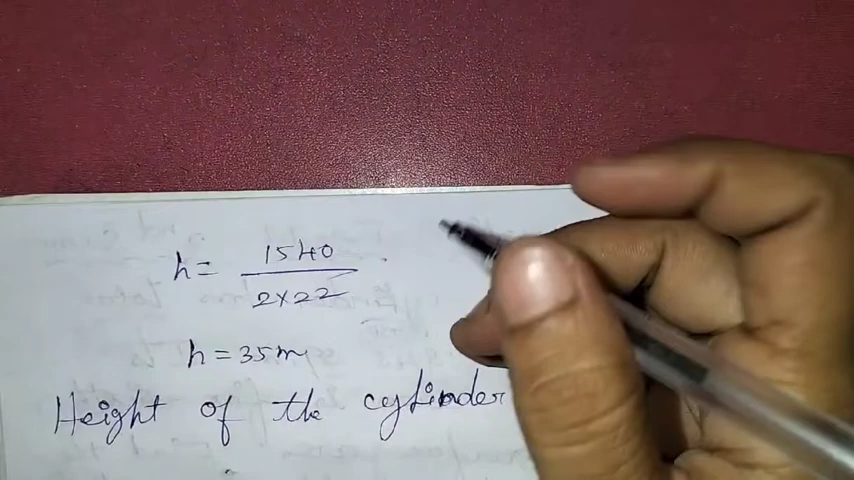 h = 1540
2×22
h = 35m
Height of the cylinder